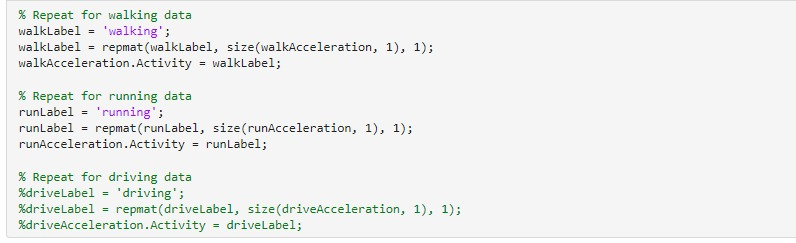 % Repeat for walking data
walkLabel = 'walking';
walkLabel = repmat(walkLabel, size(walkAcceleration, 1), 1);
walkAcceleration.Activity = walkLabel;
% Repeat for running data
runLabel = 'running';
runLabel = repmat(runLabel, size(runAcceleration, 1), 1);
runAcceleration.Activity = runLabel;
% Repeat for driving data
%driveLabel = 'driving';
%driveLabel = repmat(driveLabel, size(driveAcceleration, 1), 1);
%driveAcceleration.Activity = driveLabel;